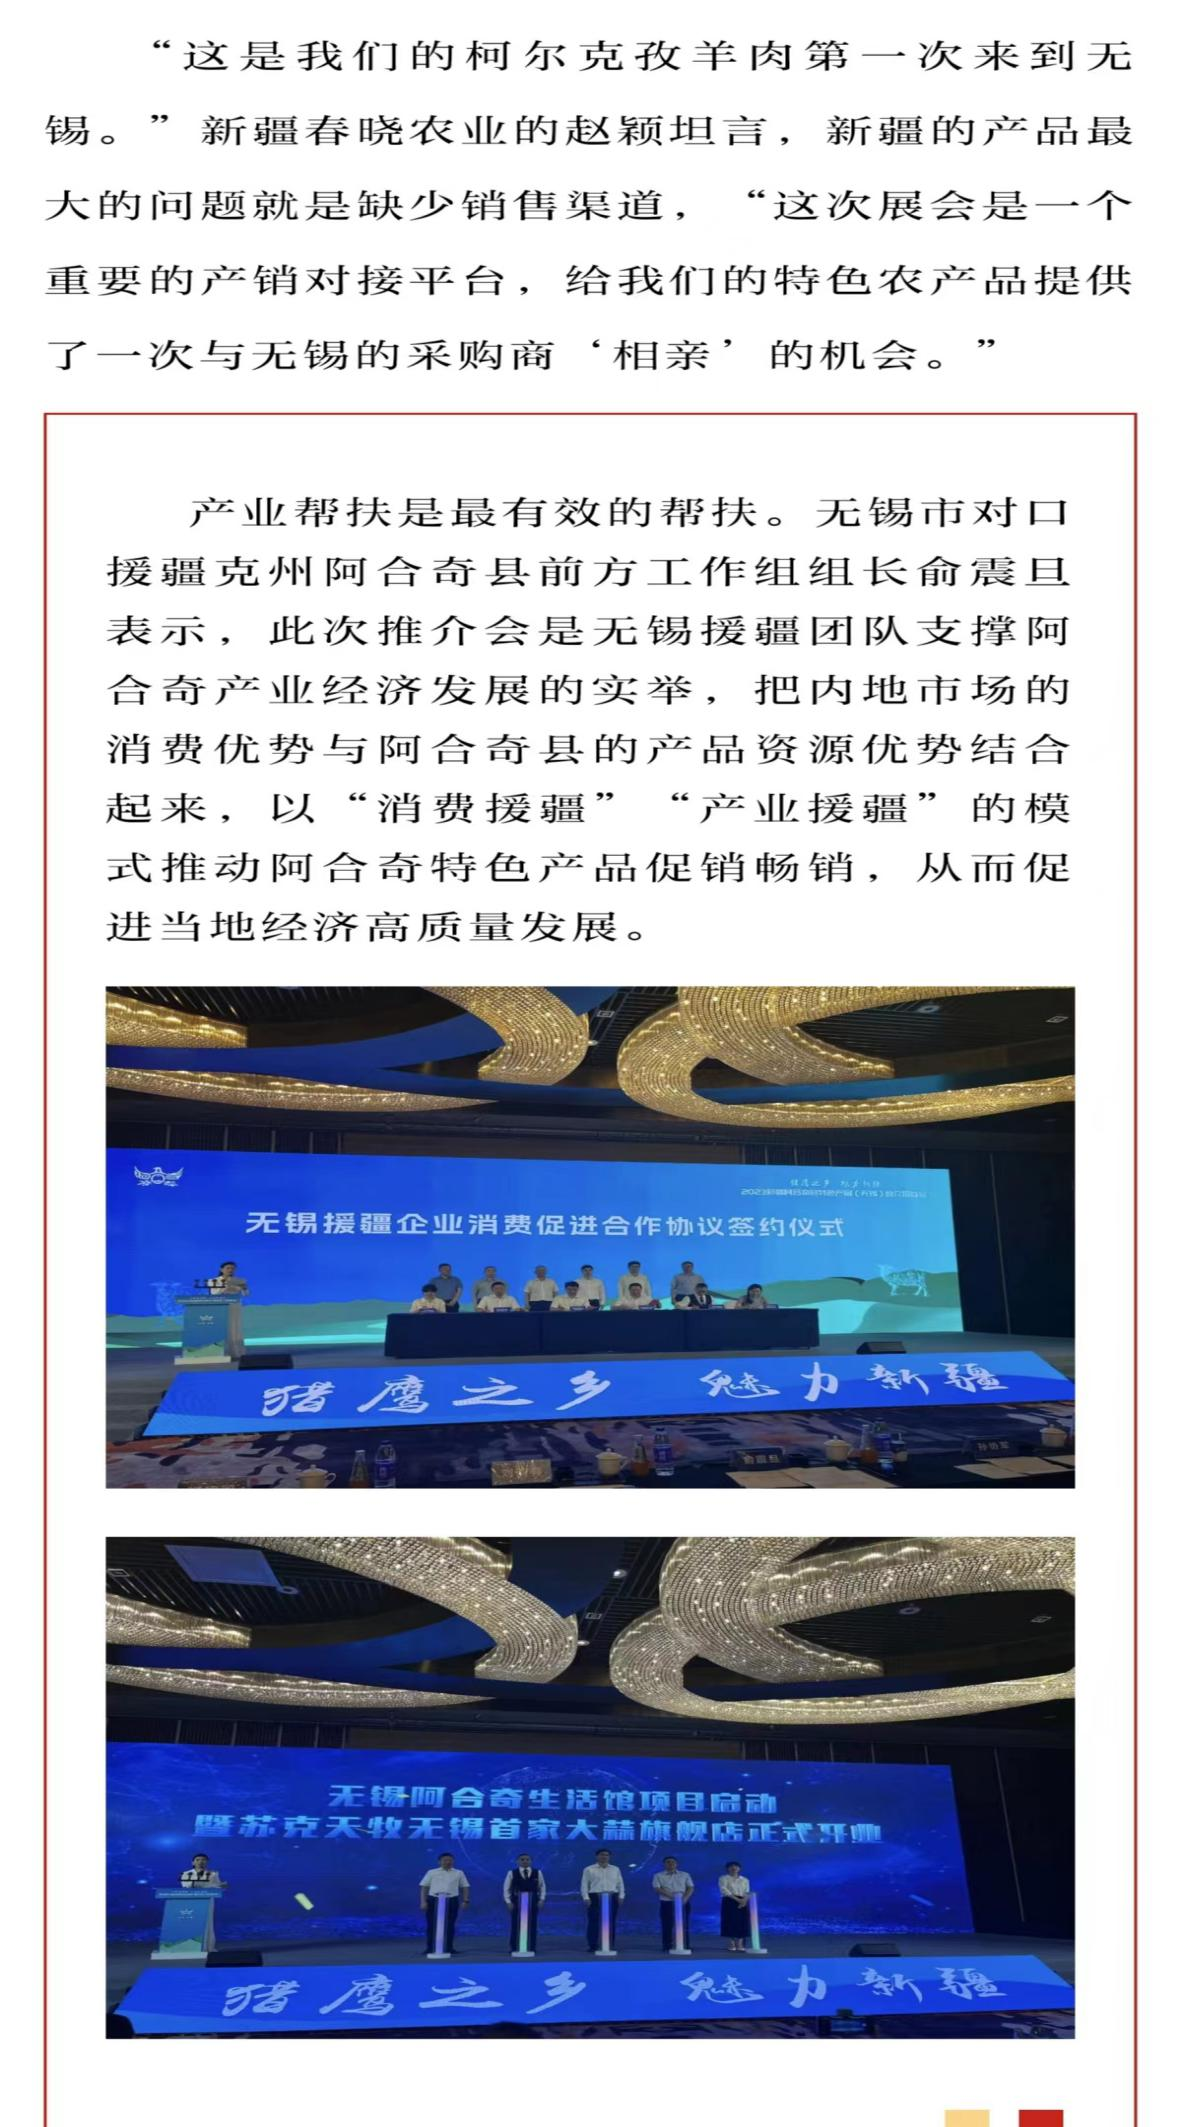 “这是我们的柯尔克孜羊肉第一次来到无
锡。”新疆春晓农业的赵颖坦言，新疆的产品最
大的问题就是缺少销售渠道，“这次展会是一个
重要的产销对接平台，给我们的特色农产品提供
了一次与无锡的采购商‘相亲’的机会。”
产业帮扶是最有效的帮扶。无锡市对口
援疆克州阿合奇县前方工作组组长俞震旦
表示，此次推介会是无锡援疆团队支撑阿
合奇产业经济发展的实举，把内地市场的
消费优势与阿合奇县的产品资源优势结合
起来，以“消费援疆”“产业援疆”的模
式推动阿合奇特色产品促销畅销，从而促
进当地经济高质量发展。
猎鹰之乡 魅力新疆
无锡援疆企业消费促进合作协议签约仪式
猎鹰之乡 魅力新疆
俞震旦
无锡阿合奇生活馆项目启动
暨苏克天牧无锡首家大蒜旗舰店正式开业
猎鹰之乡 魅力新疆